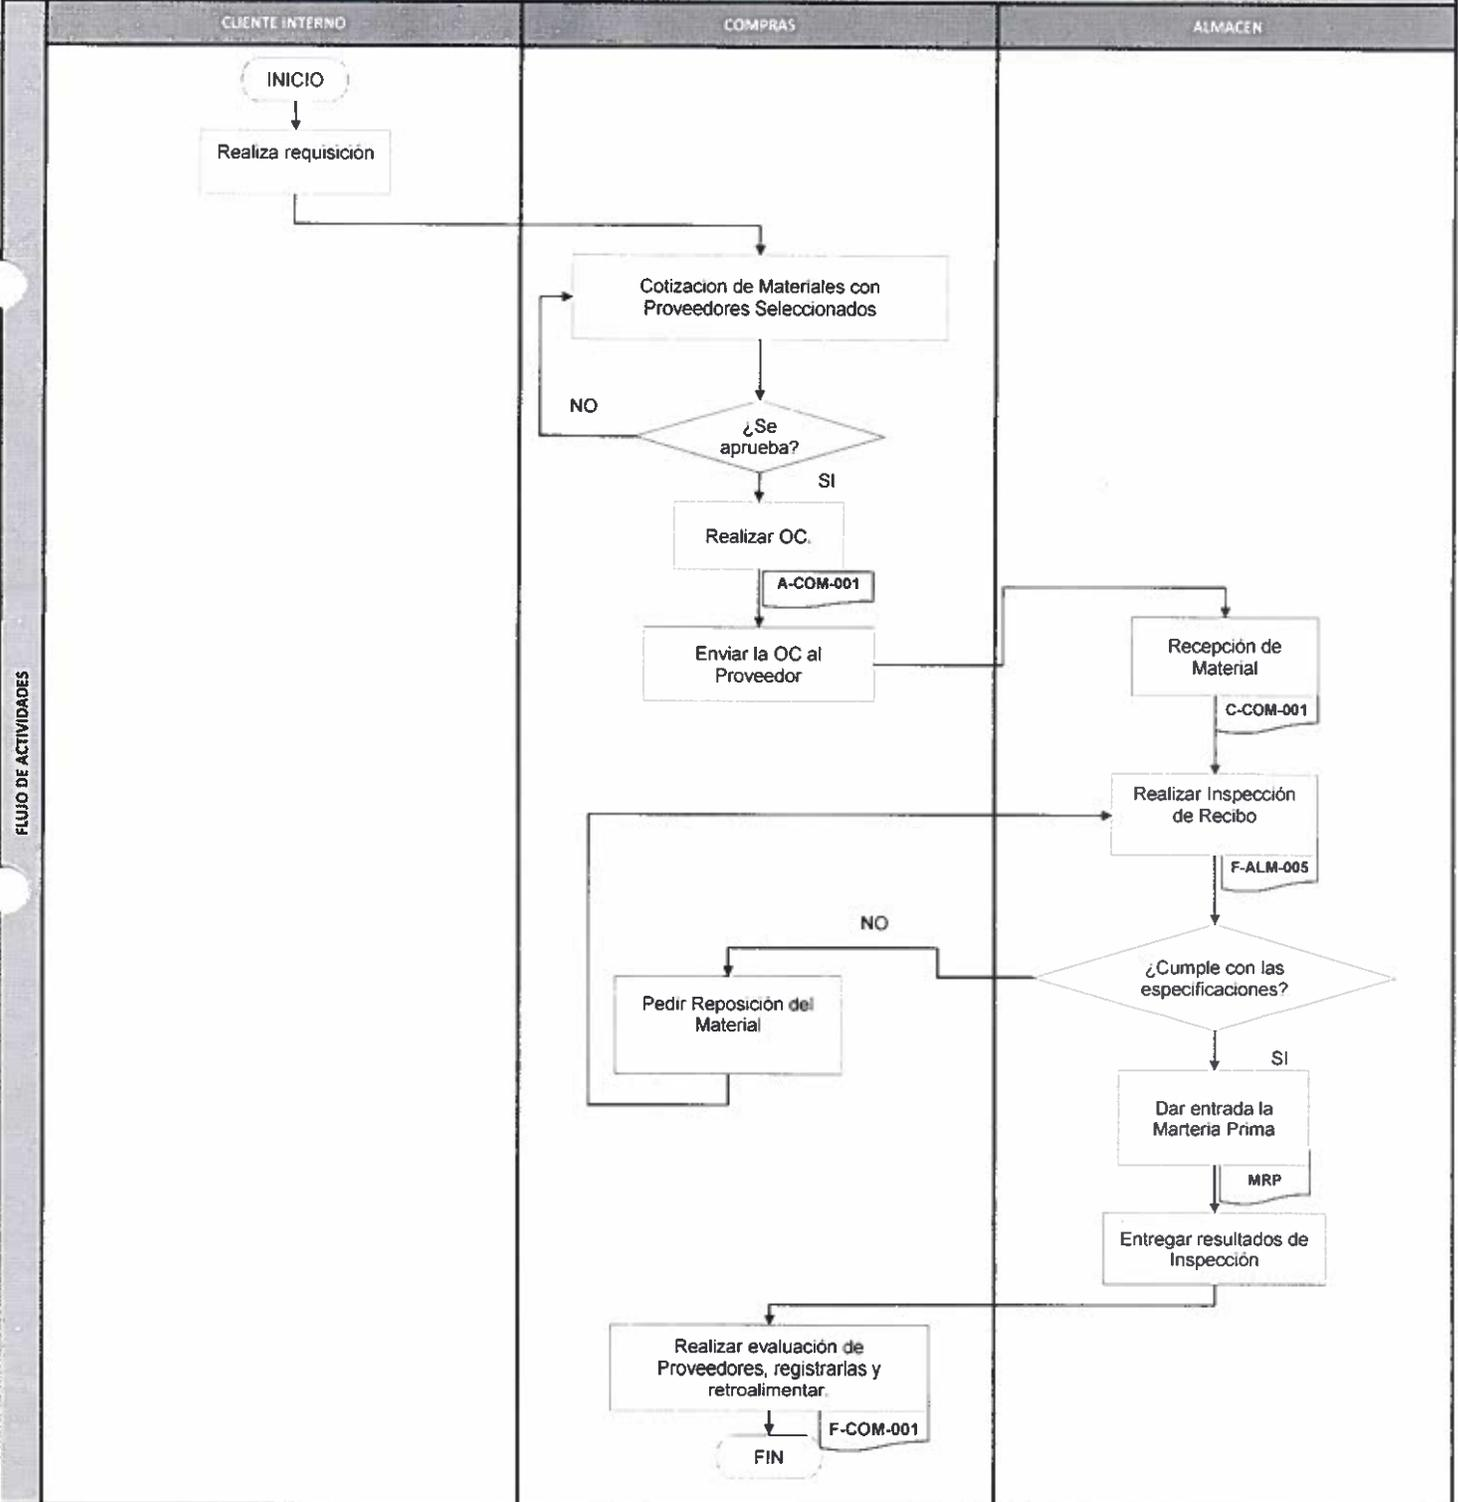 CLIENTE INTERNO
COMPRAS
ALMACEN
FLUJO DE ACTIVIDADES
INICIO
Realiza requisición
Cotizacion de Materiales con
Proveedores Seleccionados
NO
¿Se
aprueba?
SI
Realizar OC.
A-COM-001
Enviar la OC al
Proveedor
Recepción de
Material
C-COM-001
Realizar Inspección
de Recibo
F-ALM-005
NO
¿Cumple con las
especificaciones?
Pedir Reposición del
Material
SI
Dar entrada la
Marteria Prima
MRP
Entregar resultados de
Inspección
Realizar evaluación de
Proveedores, registrarlas y
retroalimentar.
F-COM-001
FIN